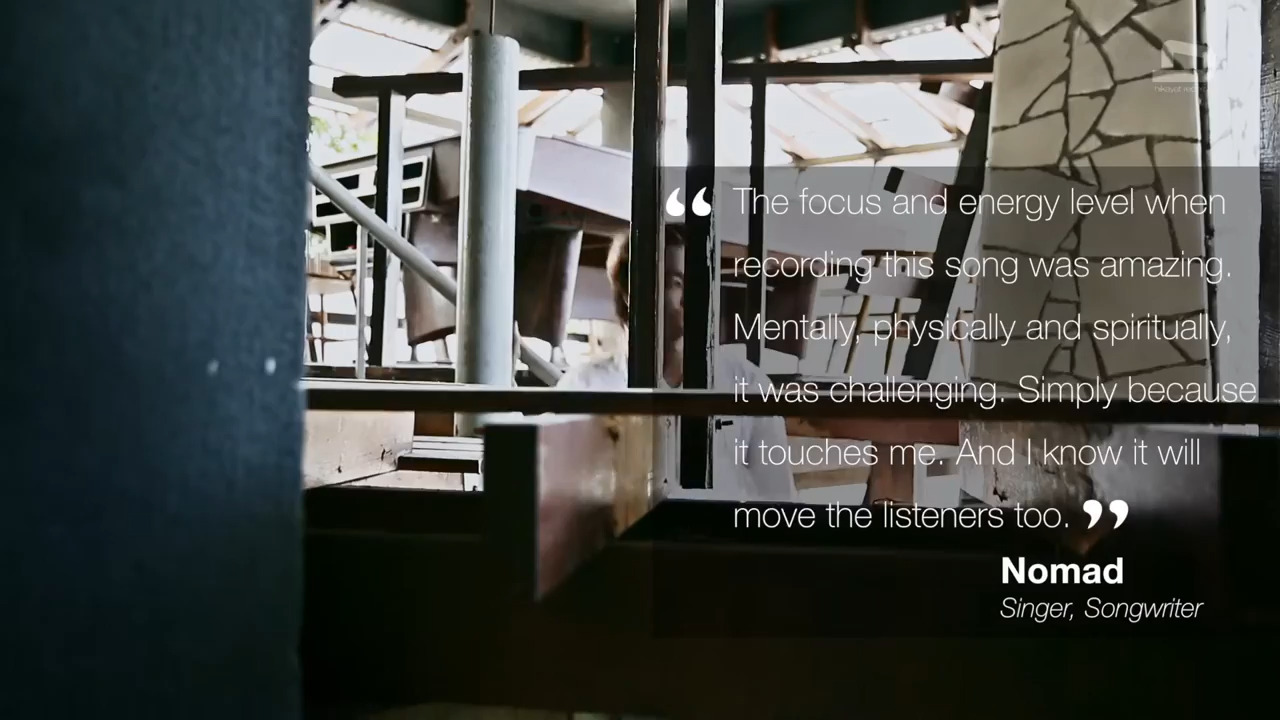 “ The focus and energy level when
recording this song was amazing.
Mentally, physically and spiritually,
it was challenging. Simply because
it touches me. And I know it will
move the listeners too. ”
Nomad
Singer, Songwriter